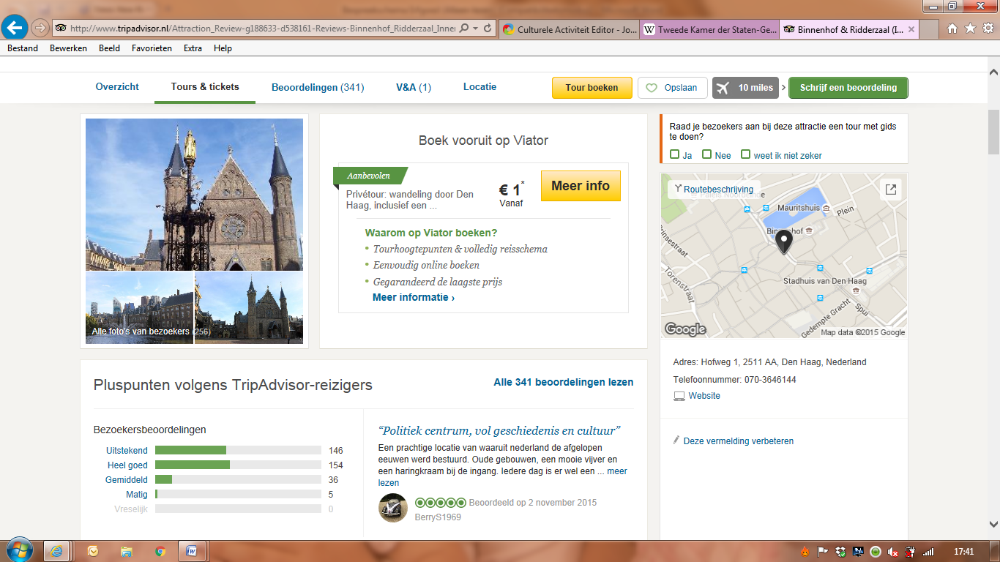 http://www.tripadvisor.nl/Attraction_Review-g188633-d538161-Reviews-Binnenhof_Ridderzaal_Inner
Culturele Activiteit Editor - Jo...
Tweede Kamer der Staten-Ge...
Binnenhof & Ridderzaal (I...
Bestand Bewerken Beeld Favorieten Extra Help
Overzicht Tours & tickets Beoordelingen (341) V&A (1) Locatie
Tour boeken Opslaan 10 miles Schrijf een beoordeling
Alle foto's van bezoekers (256)
Boek vooruit op Viator
Aanbevolen
Privétour: wandeling door Den
Haag, inclusief een ...
€ 1*
Vanaf
Meer info
Waarom op Viator boeken?
• Tourhoogtepunten & volledig reisschema
• Eenvoudig online boeken
• Gegarandeerd de laagste prijs
Meer informatie ›
Raad je bezoekers aan bij deze attractie een tour met gids
te doen?
Ja Nee weet ik niet zeker
Routebeschrijving
Paleis Noordeinde
Mauritshuis
Plein
Binnenhof
Prinsestraat
Torenstraat
Stadhuis van Den Haag
Spui
Gedempte Gracht
Google
Map data ©2015 Google
Adres: Hofweg 1, 2511 AA, Den Haag, Nederland
Telefoonnummer: 070-3646144
Website
Deze vermelding verbeteren
Pluspunten volgens TripAdvisor-reizigers
Alle 341 beoordelingen lezen
Bezoekersbeoordelingen
Uitstekend 146
Heel goed 154
Gemiddeld 36
Matig 5
Vreselijk 0
“Politiek centrum, vol geschiedenis en cultuur”
Een prachtige locatie van waaruit nederland de afgelopen
eeuwen werd bestuurd. Oude gebouwen, een mooie vijver en
een haringkraam bij de ingang. Iedere dag is er wel een ... meer
lezen
Beoordeeld op 2 november 2015
BerryS1969
17:41